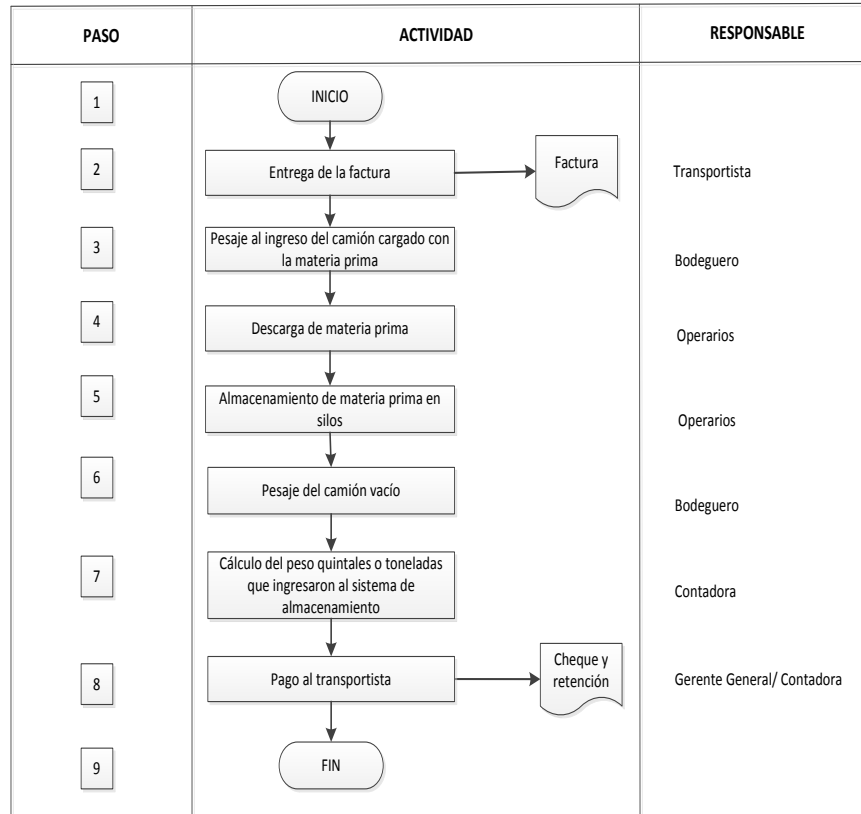 PASO
ACTIVIDAD
RESPONSABLE
1
INICIO
2
Entrega de la factura
Factura
Transportista
3
Pesaje al ingreso del camión cargado con
la materia prima
Bodeguero
4
Descarga de materia prima
Operarios
5
Almacenamiento de materia prima en
silos
Operarios
6
Pesaje del camión vacío
Bodeguero
7
Cálculo del peso quintales o toneladas
que ingresaron al sistema de
almacenamiento
Contadora
8
Pago al transportista
Cheque y
retención
Gerente General/ Contadora
9
FIN